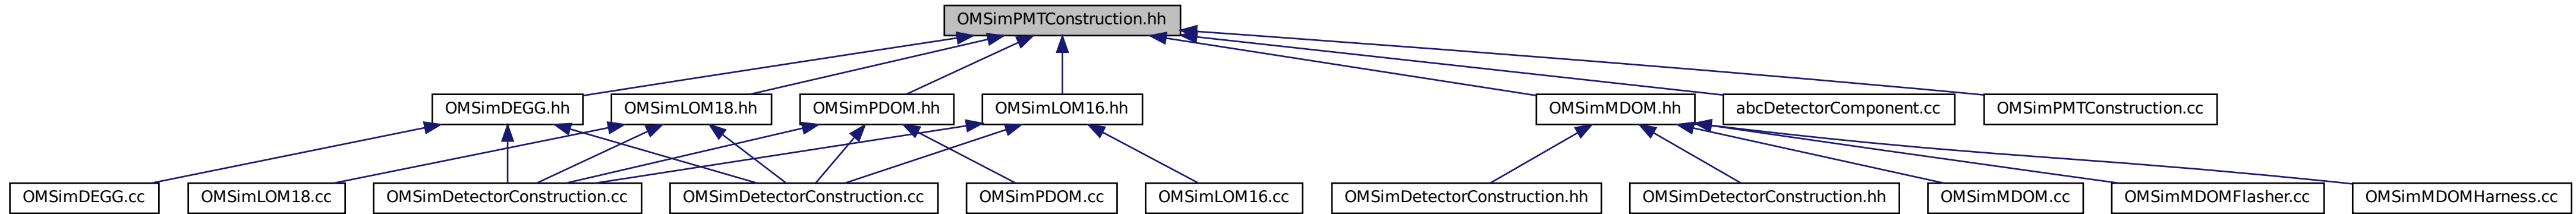 OMSimPMTConstruction.hh
OMSimDEGG.hh
OMSimLOM18.hh
OMSimPDOM.hh
OMSimLOM16.hh
OMSimMDOM.hh
abcDetectorComponent.cc
OMSimPMTConstruction.cc
OMSimDEGG.cc
OMSimLOM18.cc
OMSimDetectorConstruction.cc
OMSimDetectorConstruction.cc
OMSimPDOM.cc
OMSimLOM16.cc
OMSimDetectorConstruction.hh
OMSimDetectorConstruction.hh
OMSimMDOM.cc
OMSimMDOMFlasher.cc
OMSimMDOMHarness.cc